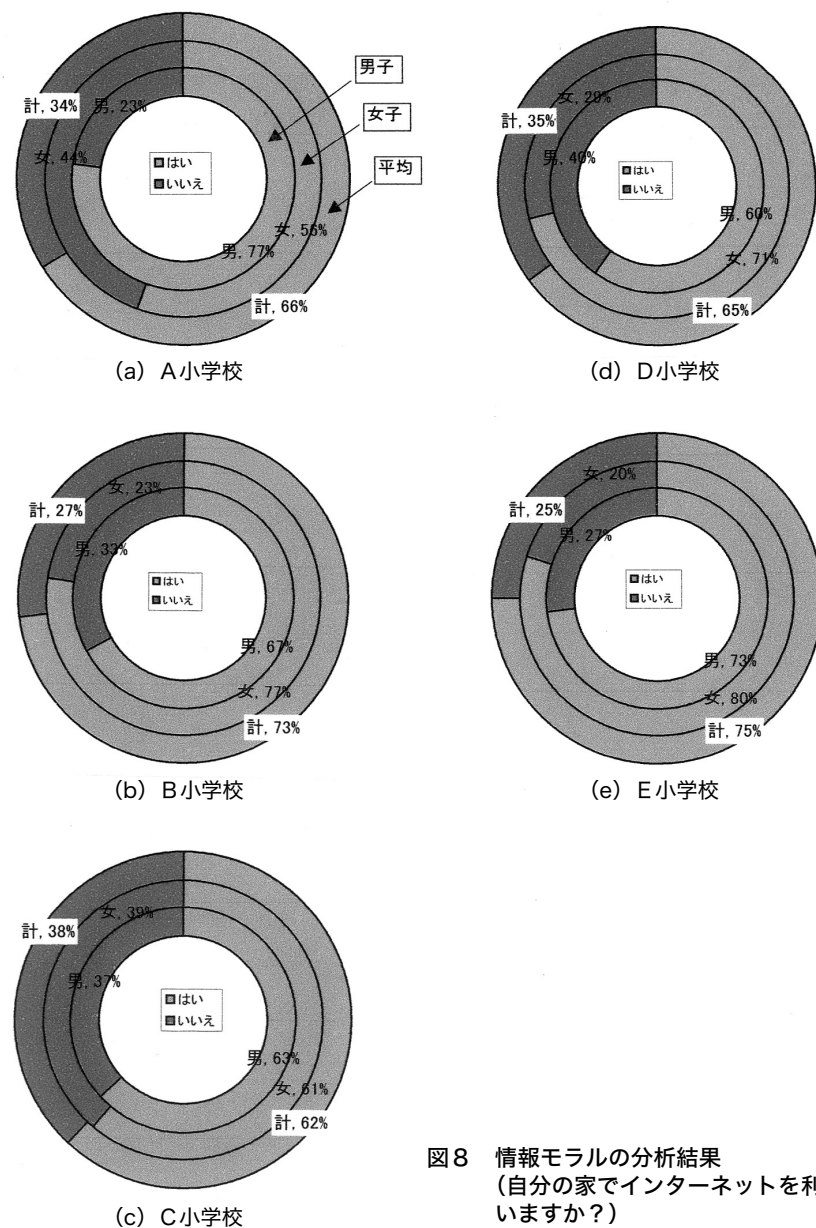 計, 34%
男, 23%
女, 44%
はい
いいえ
男子
女子
平均
女, 56%
男, 77%
計, 66%
(a) A小学校
女, 29%
計, 35%
男, 40%
はい
いいえ
男, 60%
女, 71%
計, 65%
(d) D小学校
女, 23%
計, 27%
男, 33%
はい
いいえ
男, 67%
女, 77%
計, 73%
(b) B小学校
女, 20%
計, 25%
男, 27%
はい
いいえ
男, 73%
女, 80%
計, 75%
(e) E小学校
女, 39%
計, 38%
男, 37%
はい
いいえ
男, 63%
女, 61%
計, 62%
(c) C小学校
図8 情報モラルの分析結果
(自分の家でインターネットを利
いますか?)